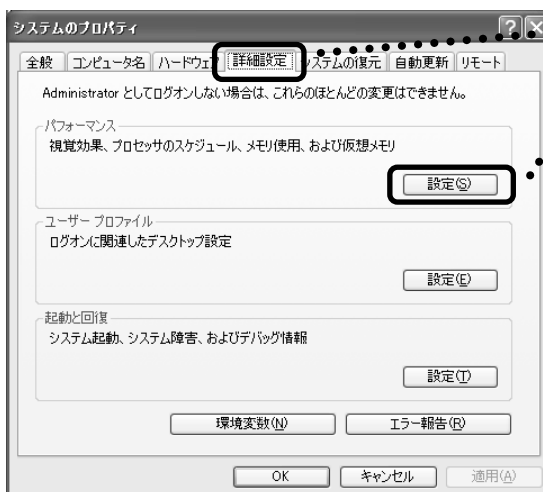 システムのプロパティ
全般 コンピュータ名 ハードウェア 詳細設定 システムの復元 自動更新 リモート
Administrator としてログオンしない場合は、これらのほとんどの変更はできません。
パフォーマンス
視覚効果、プロセッサのスケジュール、メモリ使用、および仮想メモリ
設定(S)
ユーザー プロファイル
ログオンに関連したデスクトップ設定
設定(E)
起動と回復
システム起動、システム障害、およびデバッグ情報
設定(T)
環境変数(N) エラー報告(R)
OK キャンセル 適用(A)